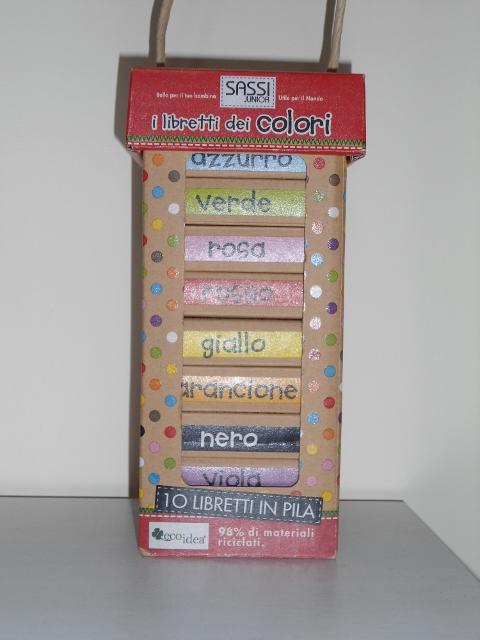 SASSI
JUNIOR
Bello per il tuo bambino
Utile per il Mondo
i libretti dei colori
azzurro
verde
rosa
rosso
giallo
arancione
nero
viola
10 LIBRETTI IN PILA
ecoidea
98% di materiali
riciclati.